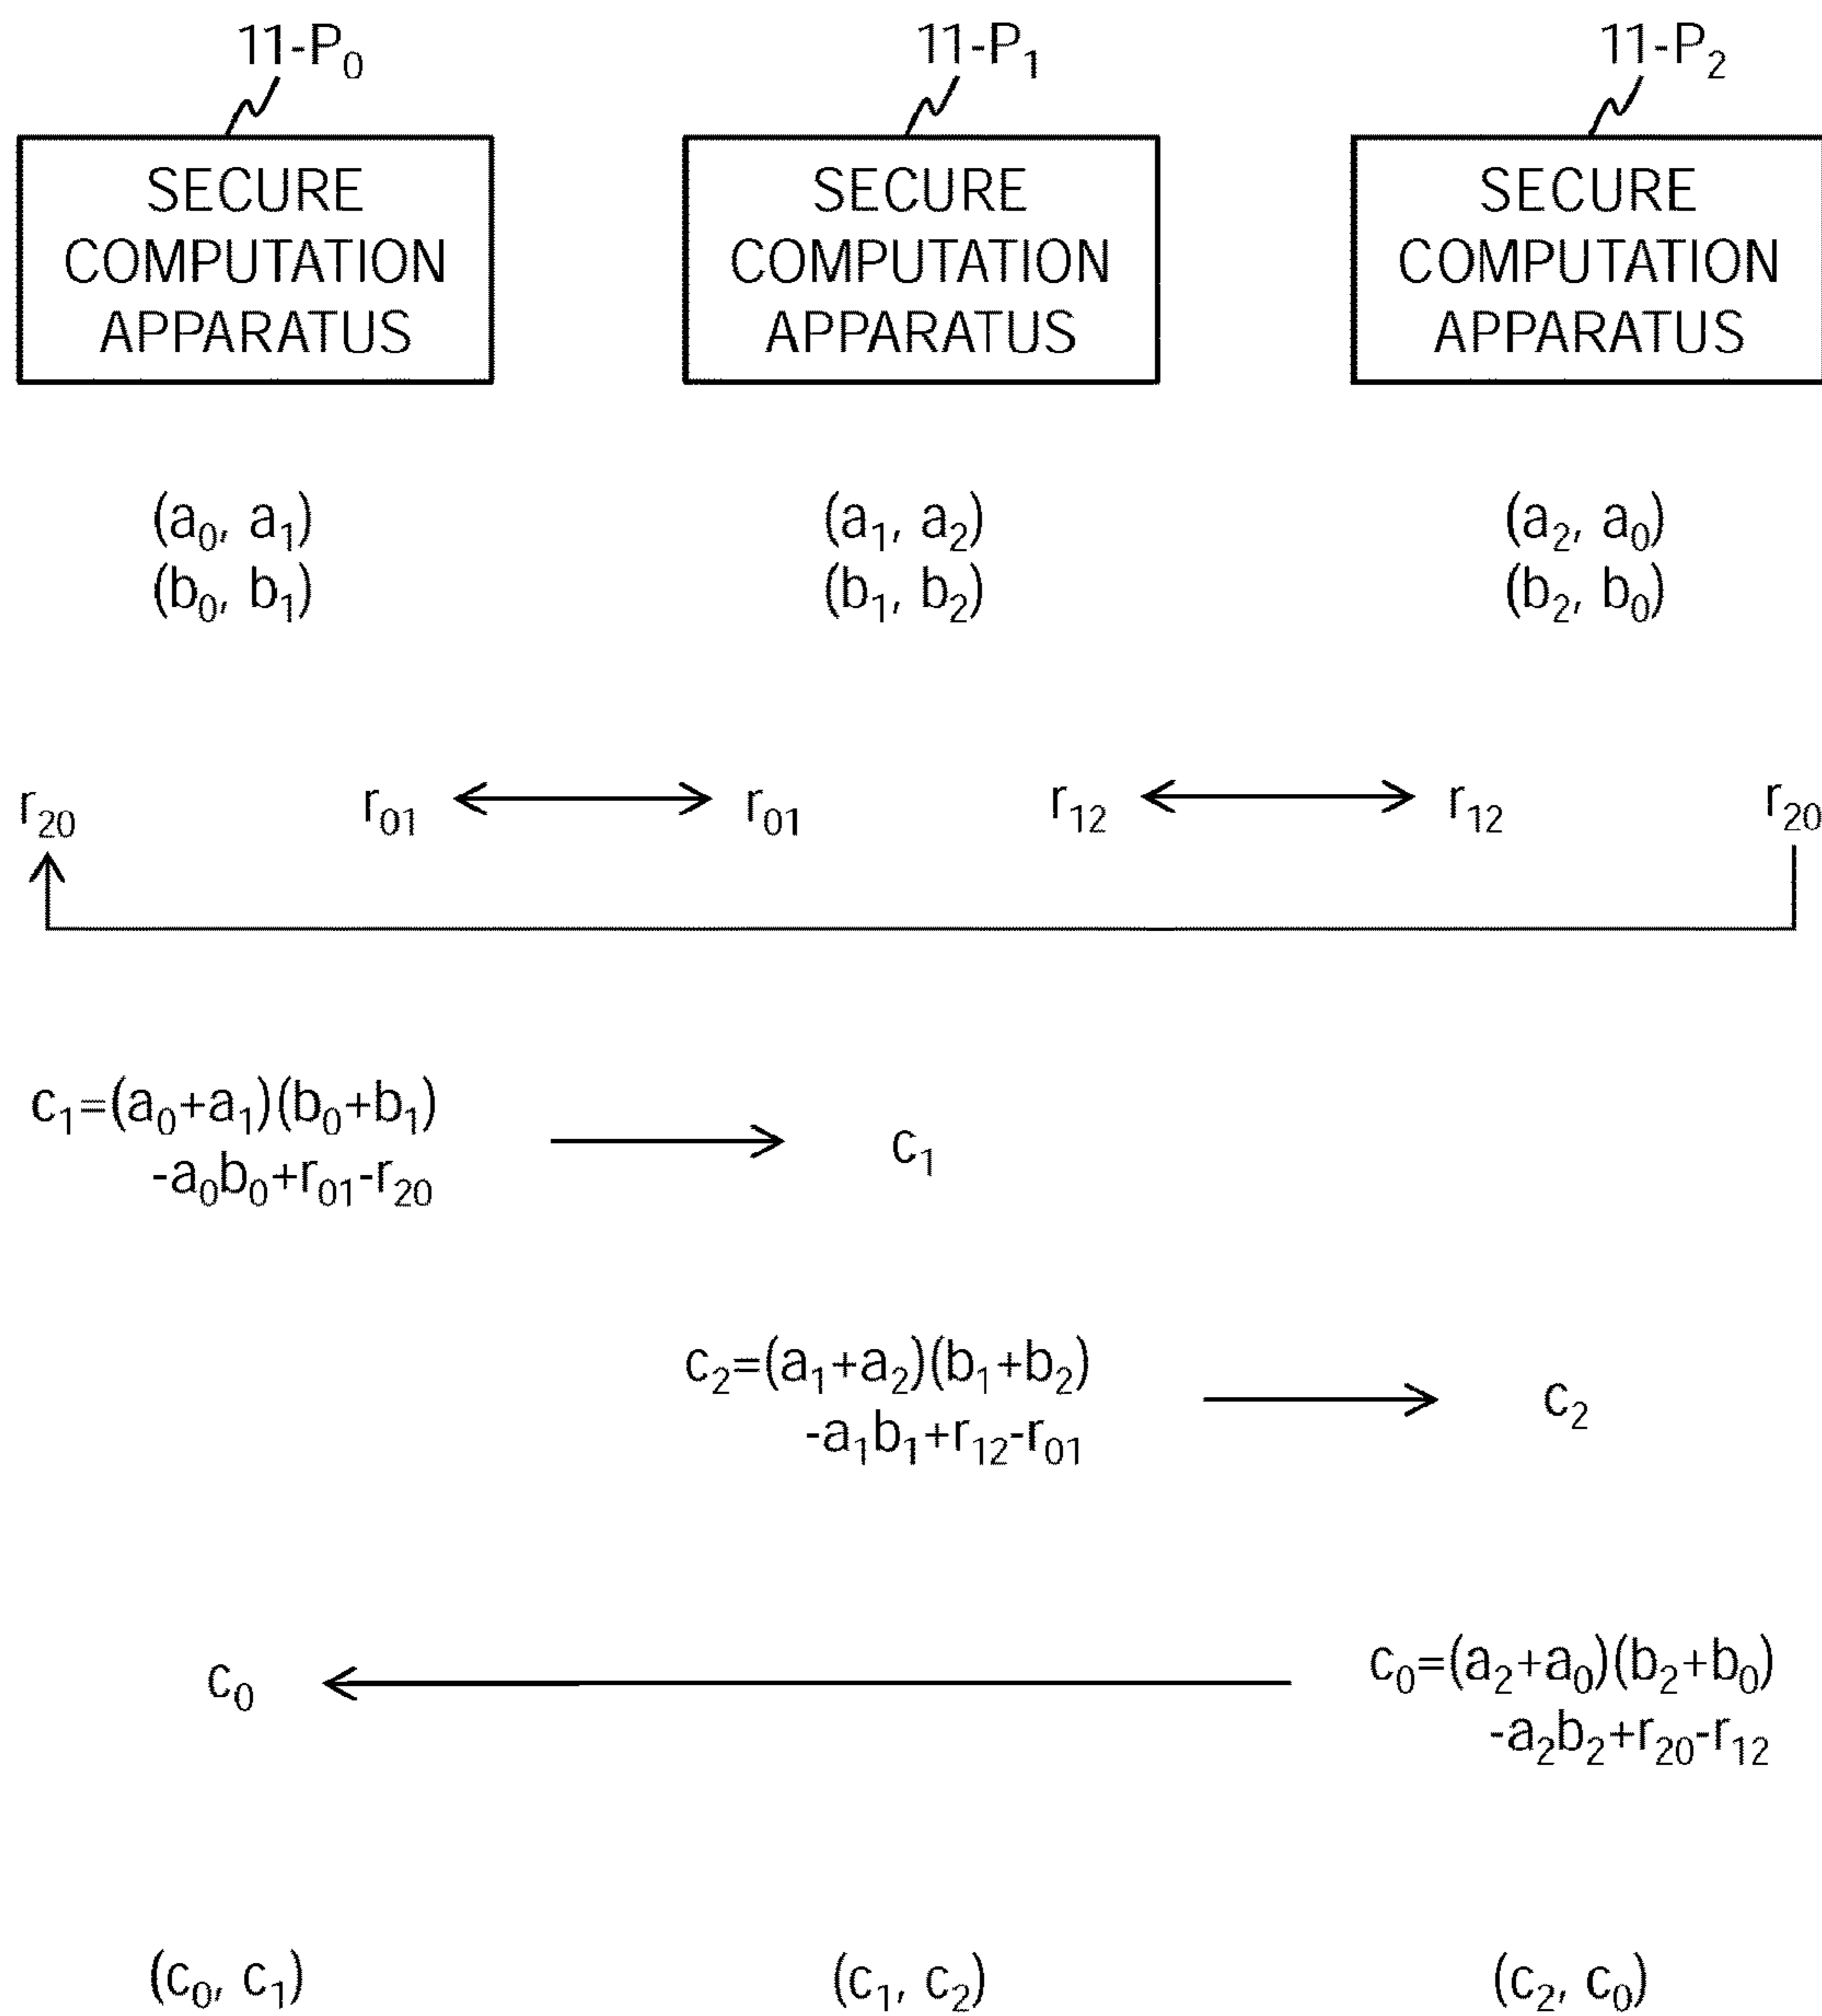 11-P₀ 11-P₁ 11-P₂
SECURE COMPUTATION APPARATUS
SECURE COMPUTATION APPARATUS
SECURE COMPUTATION APPARATUS
(a₀, a₁) (a₁, a₂) (a₂, a₀)
(b₀, b₁) (b₁, b₂) (b₂, b₀)
r₂₀ r₀₁ r₀₁ r₁₂ r₁₂ r₂₀
c₁=(a₀+a₁)(b₀+b₁)
-a₀b₀+r₀₁-r₂₀
c₁
c₂=(a₁+a₂)(b₁+b₂)
-a₁b₁+r₁₂-r₀₁
c₂
c₀
c₀=(a₂+a₀)(b₂+b₀)
-a₂b₂+r₂₀-r₁₂
(c₀, c₁) (c₁, c₂) (c₂, c₀)